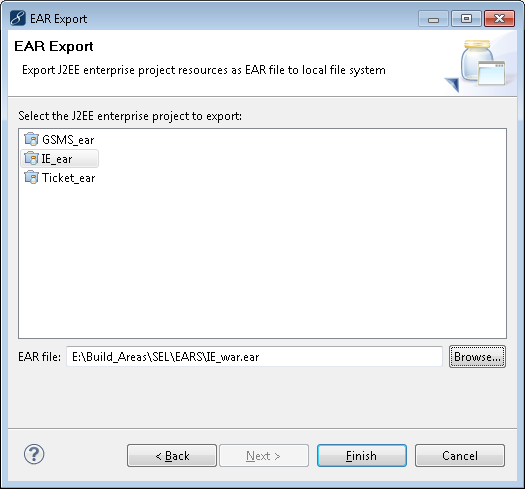 EAR Export
EAR Export
Export J2EE enterprise project resources as EAR file to local file system
Select the J2EE enterprise project to export:
GSMS_ear
IE_ear
Ticket_ear
EAR file: E:\Build_Areas\SEL\EARS\IE_war.ear Browse...
? < Back Next > Finish Cancel